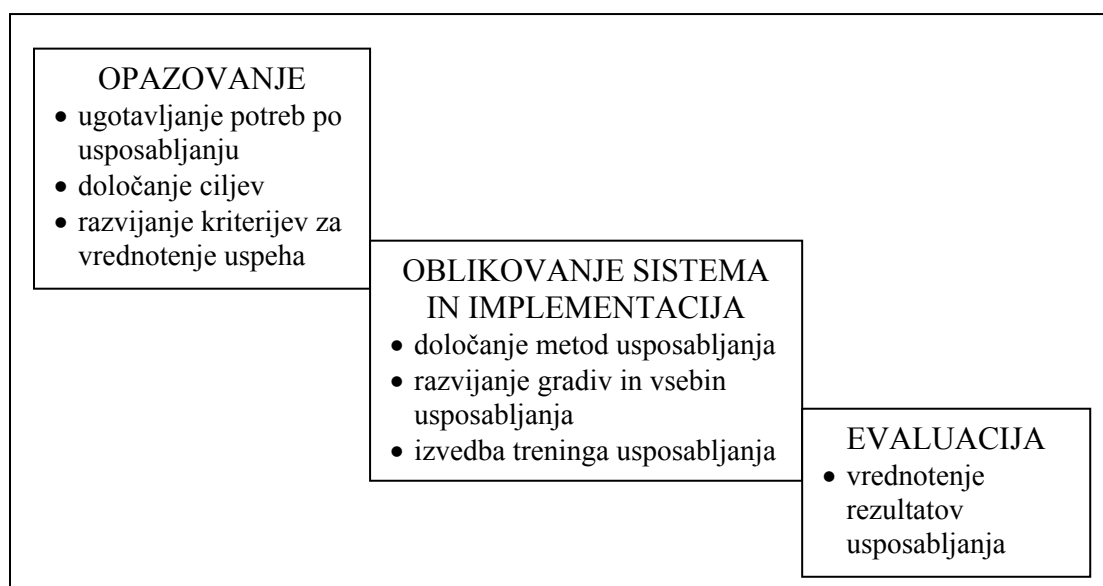 OPAZOVANJE
• ugotavljanje potreb po
usposabljanju
• določanje ciljev
• razvijanje kriterijev za
vrednotenje uspeha
OBLIKOVANJE SISTEMA
IN IMPLEMENTACIJA
• določanje metod usposabljanja
• razvijanje gradiv in vsebin
usposabljanja
• izvedba treninga usposabljanja
EVALUACIJA
• vrednotenje
rezultatov
usposabljanja